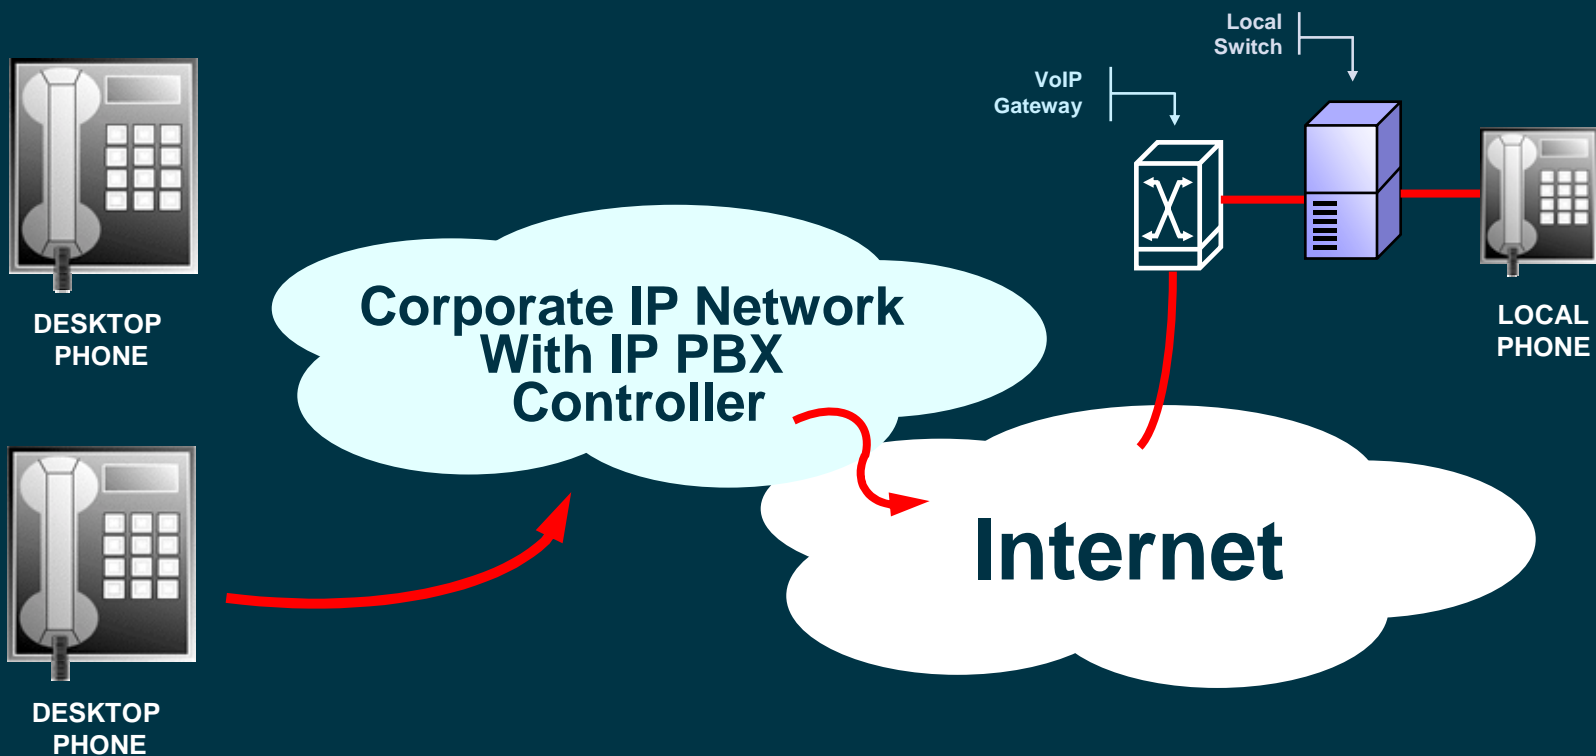 Local
Switch
VoIP
Gateway
DESKTOP
PHONE
Corporate IP Network
With IP PBX
Controller
LOCAL
PHONE
Internet
DESKTOP
PHONE